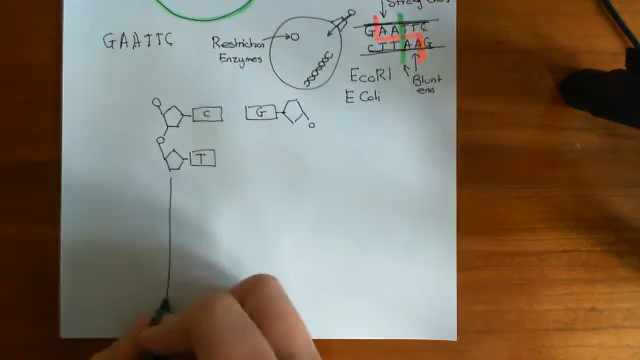 GAATTC
Restriction
Enzymes
GAATTC
CTTAAG
EcoRI
E Coli
Blunt
end
C
G
T